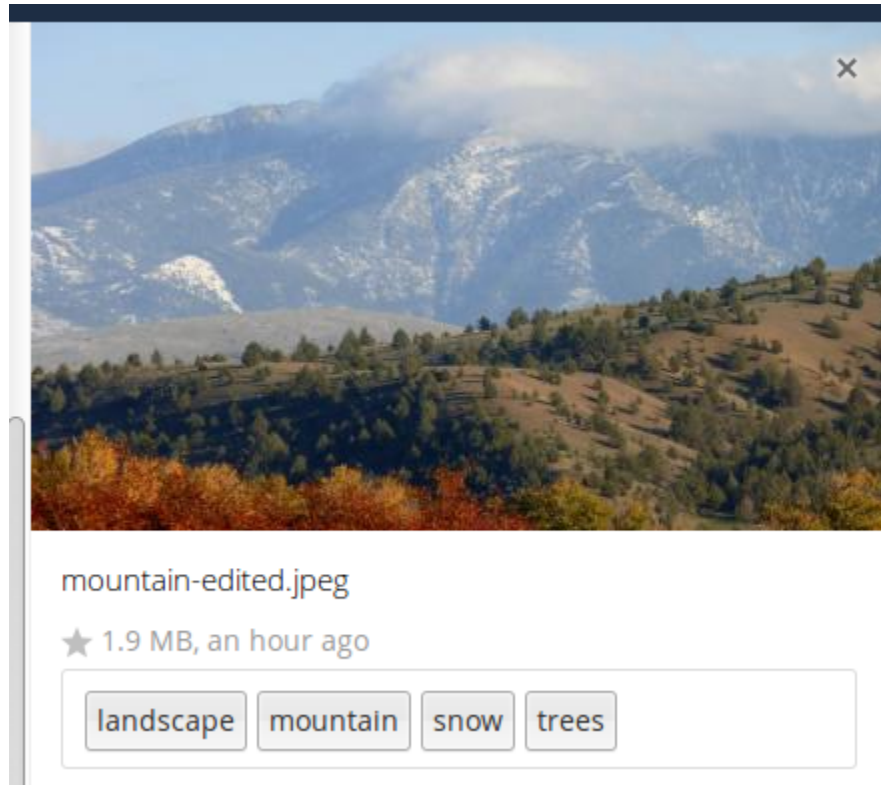 mountain-edited.jpeg
1.9 MB, an hour ago
landscape mountain snow trees